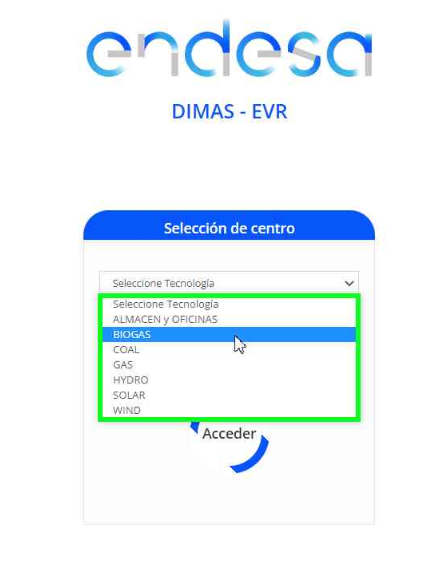 endesa
DIMAS - EVR
Selección de centro
Seleccione Tecnología
Seleccione Tecnología
ALMACEN y OFICINAS
BIOGAS
COAL
GAS
HYDRO
SOLAR
WIND
Acceder